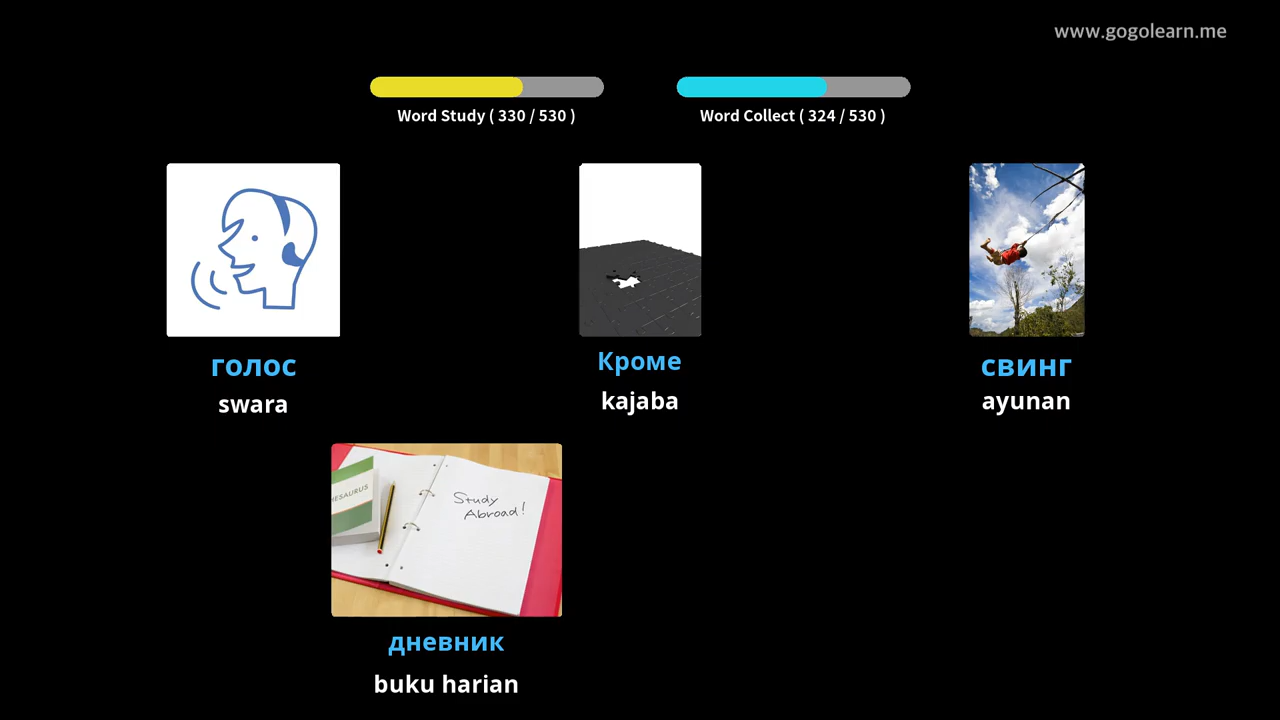 www.gogolearn.me
Word Study ( 330 / 530 )
Word Collect ( 324 / 530 )
голос
Кроме
свинг
swara
kajaba
ayunan
HESAURUS
Study
Abroad!
дневник
buku harian